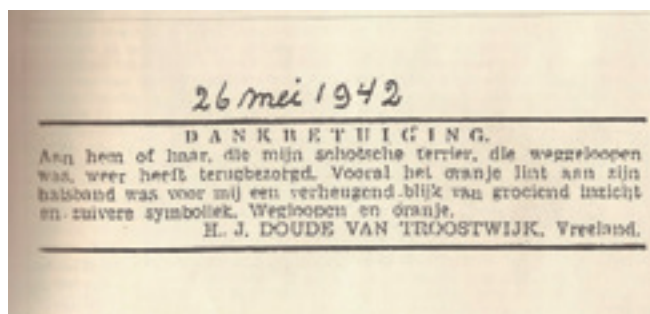 26 mei 1942
DANKBETUIGING.
Aan hem of haar, die mijn schotsche terrier, die weggeloopen
was, weer heeft terugbezorgd. Vooral het oranje lint aan zijn
halsband was voor mij een verheugend blijk van groeiend inzicht
en zuivere symboliek. Wegloopen en oranje.
H. J. DOUDE VAN TROOSTWIJK, Vreeland.